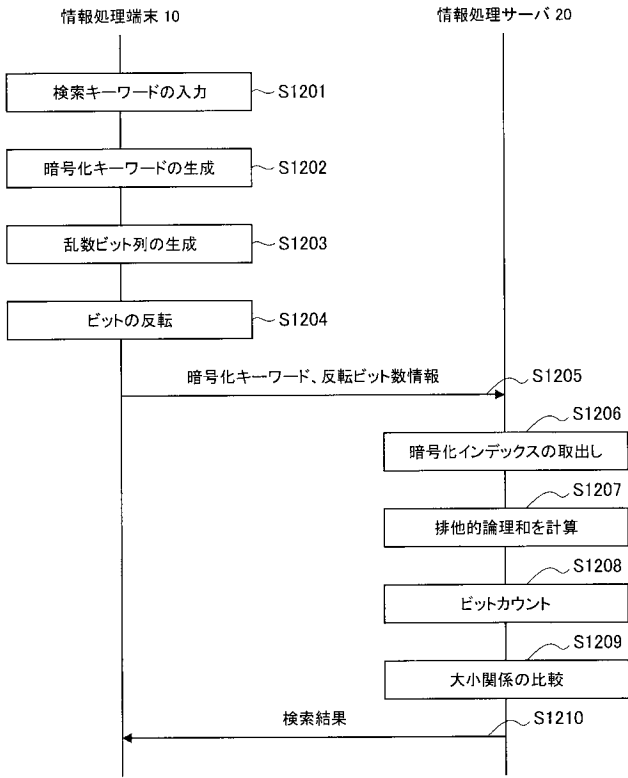 情報処理端末 10
情報処理サーバ 20
検索キーワードの入力
S1201
暗号化キーワードの生成
S1202
乱数ビット列の生成
S1203
ビットの反転
S1204
暗号化キーワード、反転ビット数情報
S1205
S1206
暗号化インデックスの取出し
S1207
排他的論理和を計算
S1208
ビットカウント
S1209
大小関係の比較
検索結果
S1210